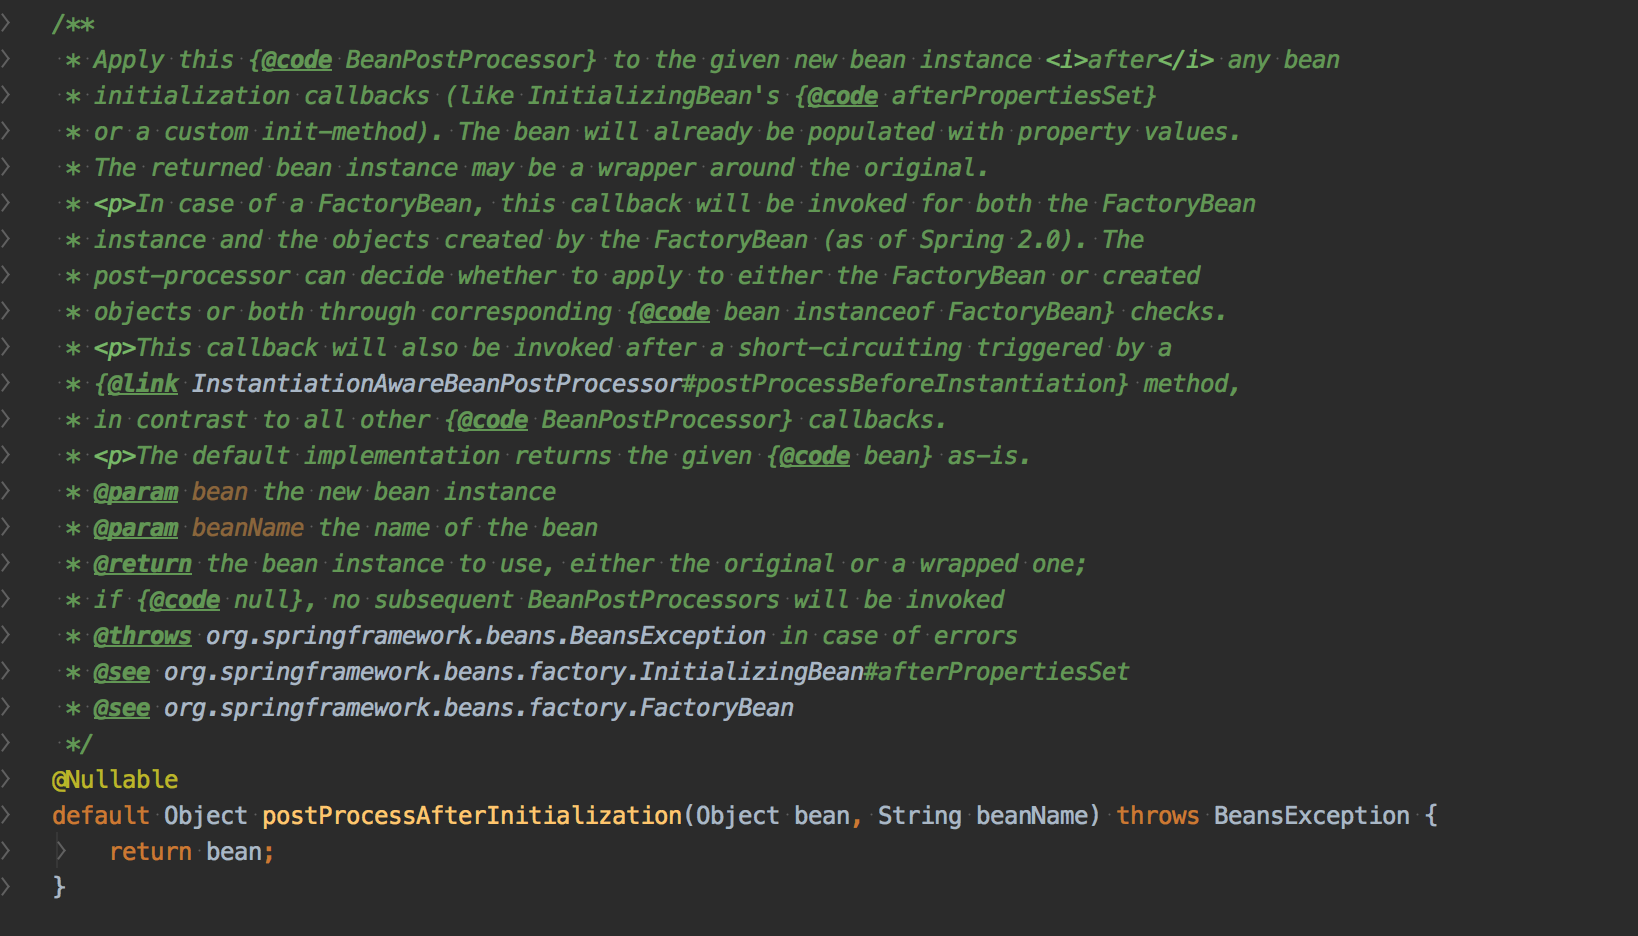 /**
* Apply this {@code BeanPostProcessor} to the given new bean instance <i>after</i> any bean
* initialization callbacks (like InitializingBean's {@code afterPropertiesSet}
* or a custom init-method). The bean will already be populated with property values.
* The returned bean instance may be a wrapper around the original.
* <p>In case of a FactoryBean, this callback will be invoked for both the FactoryBean
* instance and the objects created by the FactoryBean (as of Spring 2.0). The
* post-processor can decide whether to apply to either the FactoryBean or created
* objects or both through corresponding {@code bean instanceof FactoryBean} checks.
* <p>This callback will also be invoked after a short-circuiting triggered by a
* {@link InstantiationAwareBeanPostProcessor#postProcessBeforeInstantiation} method,
* in contrast to all other {@code BeanPostProcessor} callbacks.
* <p>The default implementation returns the given {@code bean} as-is.
* @param bean the new bean instance
* @param beanName the name of the bean
* @return the bean instance to use, either the original or a wrapped one;
* if {@code null}, no subsequent BeanPostProcessors will be invoked
* @throws org.springframework.beans.BeansException in case of errors
* @see org.springframework.beans.factory.InitializingBean#afterPropertiesSet
* @see org.springframework.beans.factory.FactoryBean
*/
@Nullable
default Object postProcessAfterInitialization(Object bean, String beanName) throws BeansException {
return bean;
}